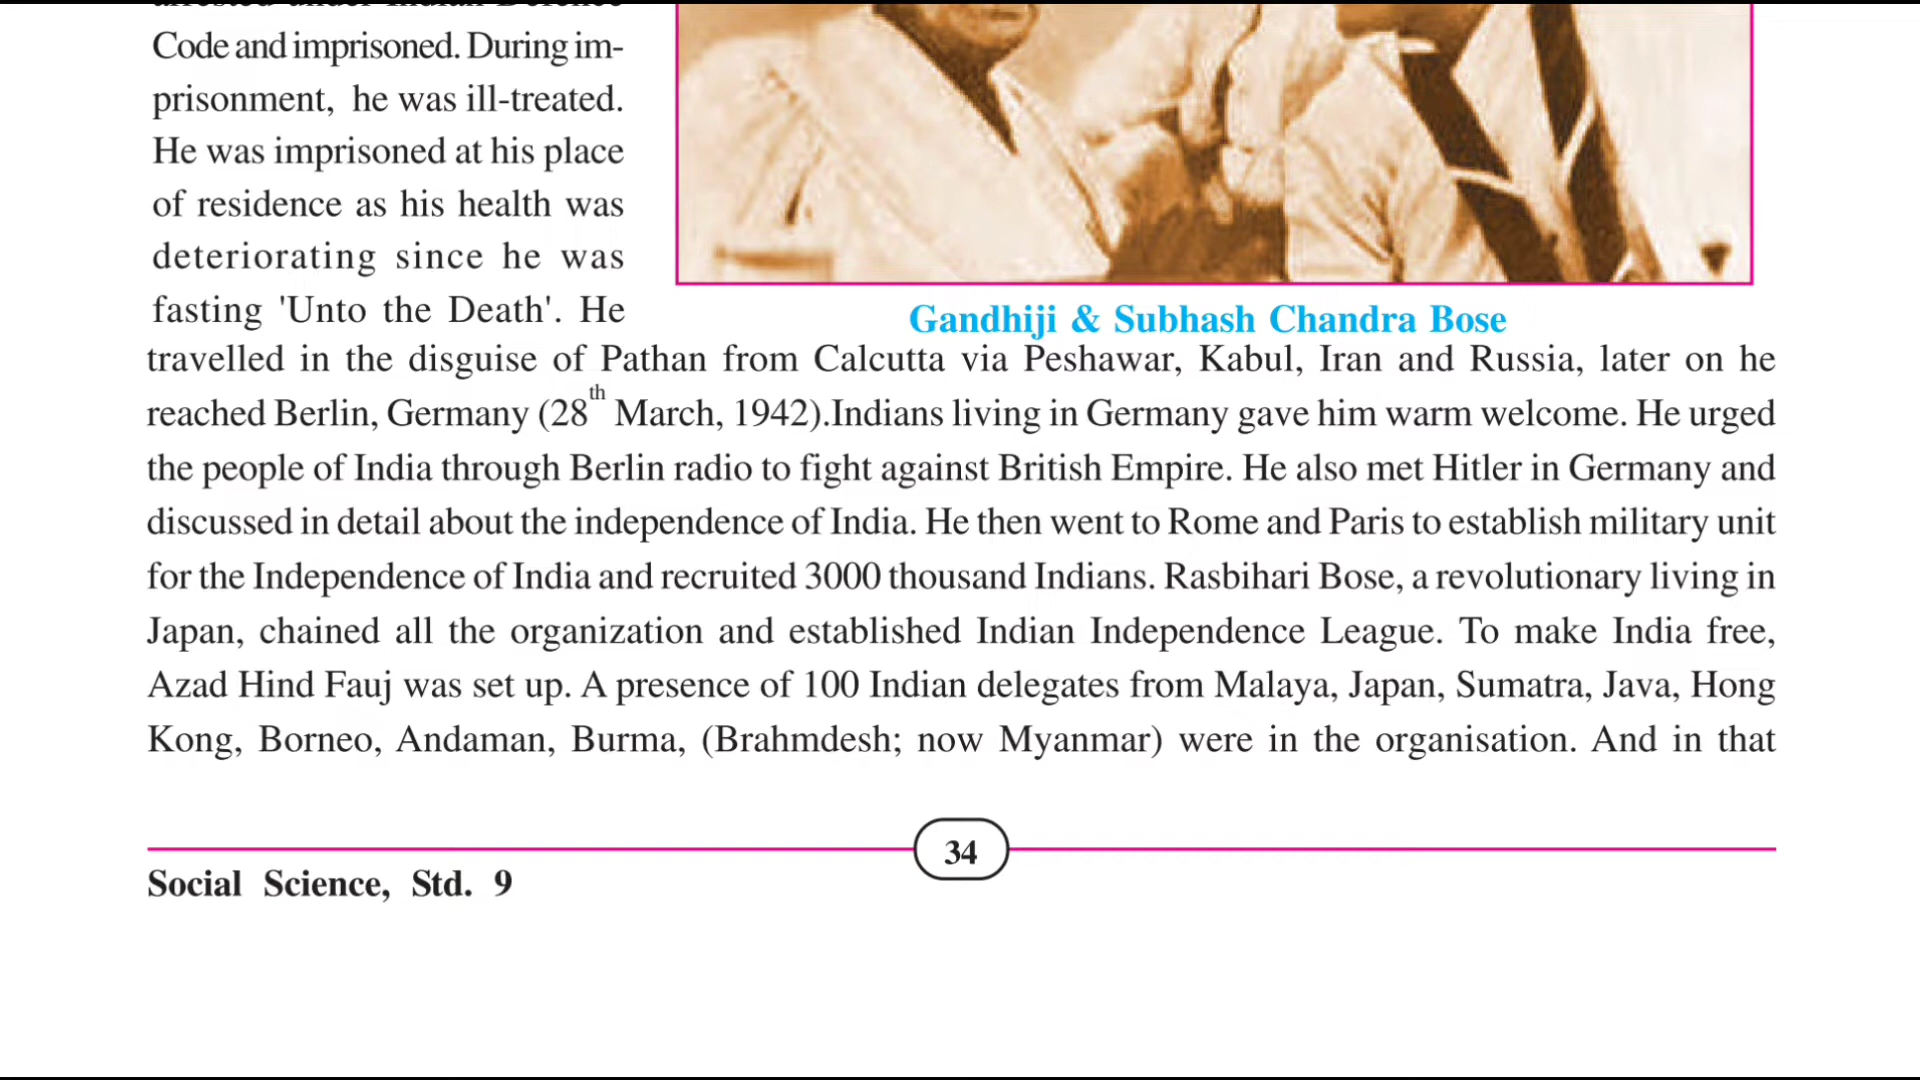 arrested under Indian Defence
Code and imprisoned. During im-
prisonment, he was ill-treated.
He was imprisoned at his place
of residence as his health was
deteriorating since he was
fasting 'Unto the Death'. He
Gandhiji & Subhash Chandra Bose
travelled in the disguise of Pathan from Calcutta via Peshawar, Kabul, Iran and Russia, later on he
reached Berlin, Germany (28th March, 1942).Indians living in Germany gave him warm welcome. He urged
the people of India through Berlin radio to fight against British Empire. He also met Hitler in Germany and
discussed in detail about the independence of India. He then went to Rome and Paris to establish military unit
for the Independence of India and recruited 3000 thousand Indians. Rasbihari Bose, a revolutionary living in
Japan, chained all the organization and established Indian Independence League. To make India free,
Azad Hind Fauj was set up. A presence of 100 Indian delegates from Malaya, Japan, Sumatra, Java, Hong
Kong, Borneo, Andaman, Burma, (Brahmdesh; now Myanmar) were in the organisation. And in that
34
Social Science, Std. 9